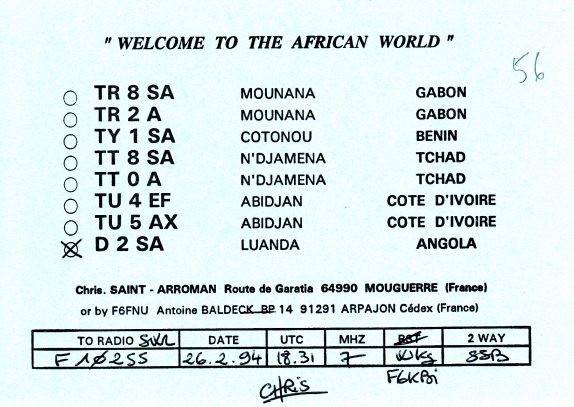 " WELCOME TO THE AFRICAN WORLD "
56
TR 8 SA MOUNANA GABON
TR 2 A MOUNANA GABON
TY 1 SA COTONOU BENIN
TT 8 SA N'DJAMENA TCHAD
TT 0 A N'DJAMENA TCHAD
TU 4 EF ABIDJAN COTE D'IVOIRE
TU 5 AX ABIDJAN COTE D'IVOIRE
D 2 SA LUANDA ANGOLA
Chris. SAINT - ARROMAN Route de Garatia 64990 MOUGUERRE (France)
or by F6FNU Antoine BALDECK BP 14 91291 ARPAJON Cédex (France)
TO RADIO SWL DATE UTC MHZ RST 2 WAY
F 10255 26.2.94 18.31 7 Wkg SSB
CHRIS F6KBi